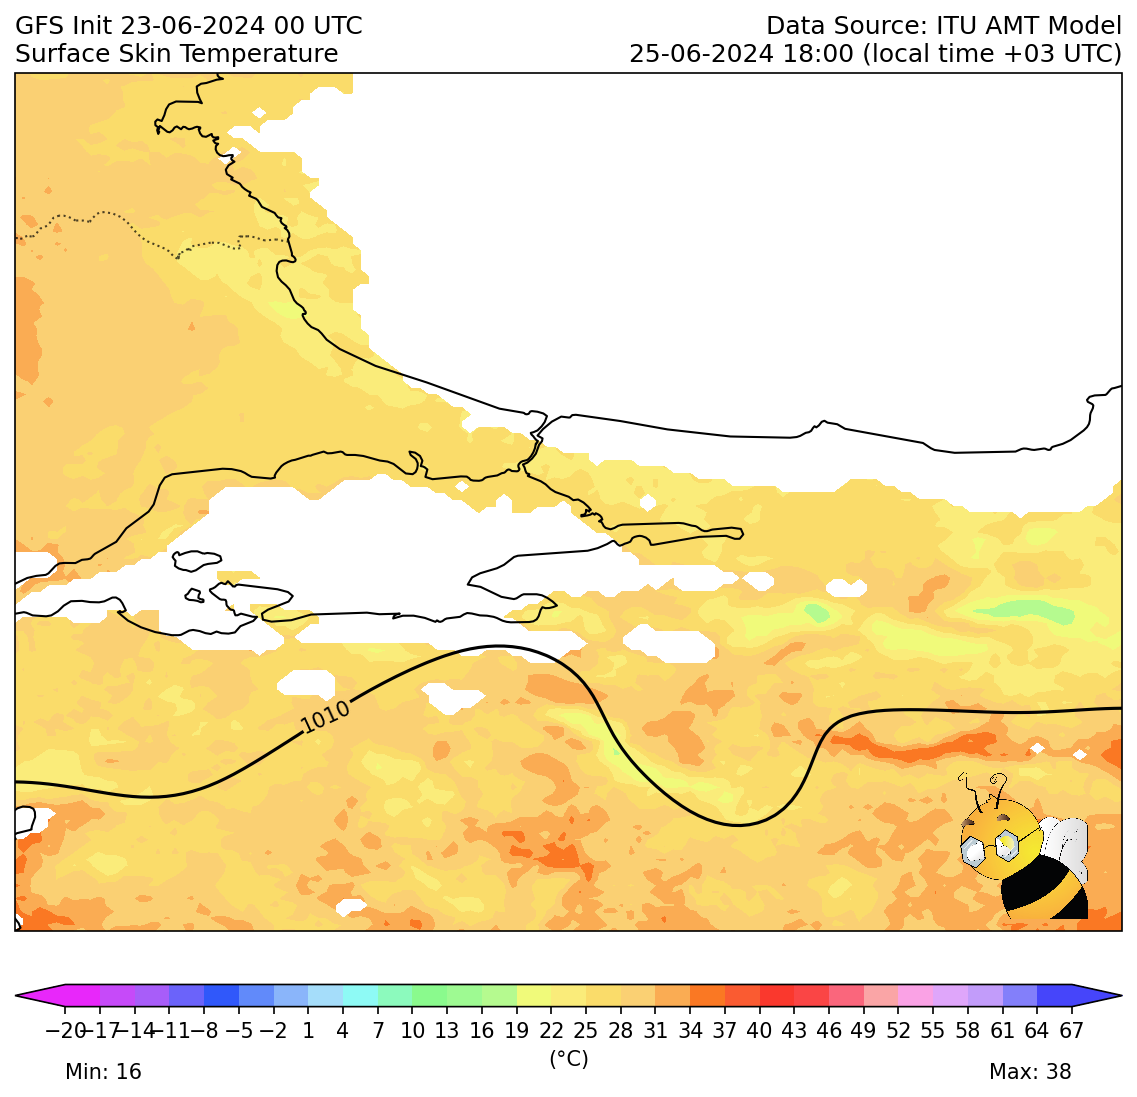 GFS Init 23-06-2024 00 UTC
Data Source: ITU AMT Model
Surface Skin Temperature
25-06-2024 18:00 (local time +03 UTC)
1010
−20 −17 −14 −11 −8 −5 −2 1 4 7 10 13 16 19 22 25 28 31 34 37 40 43 46 49 52 55 58 61 64 67
(°C)
Min: 16
Max: 38